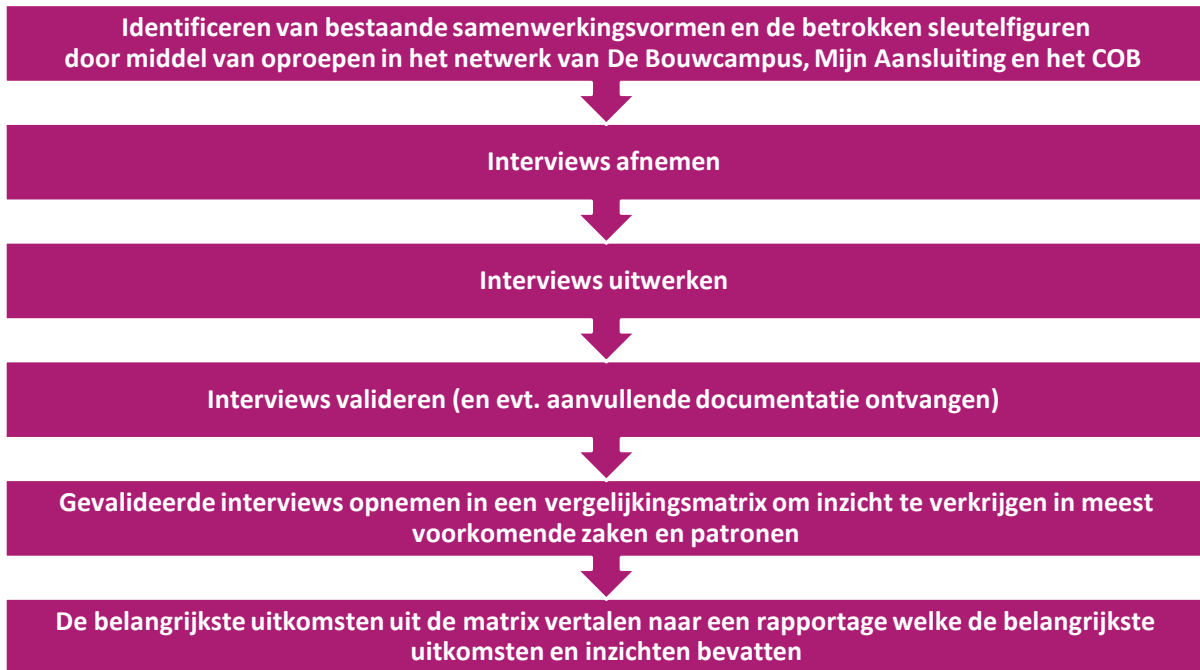 Identificeren van bestaande samenwerkingsvormen en de betrokken sleutelfiguren
door middel van oproepen in het netwerk van De Bouwcampus, Mijn Aansluiting en het COB
Interviews afnemen
Interviews uitwerken
Interviews valideren (en evt. aanvullende documentatie ontvangen)
Gevalideerde interviews opnemen in een vergelijkingsmatrix om inzicht te verkrijgen in meest
voorkomende zaken en patronen
De belangrijkste uitkomsten uit de matrix vertalen naar een rapportage welke de belangrijkste
uitkomsten en inzichten bevatten